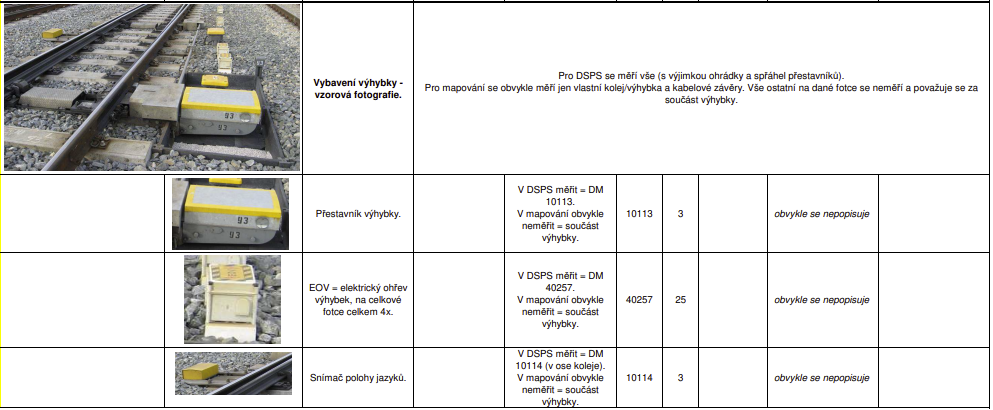 Vybavení výhybky -
vzorová fotografie.
Pro DSPS se měří vše (s výjimkou ohrádky a spřáhel přestavníků).
Pro mapování se obvykle měří jen vlastní kolej/výhybka a kabelové závěry. Vše ostatní na dané fotce se neměří a považuje se za
součást výhybky.
93
93
93
93
Přestavník výhybky.
V DSPS měřit = DM
10113.
V mapování obvykle
neměřit = součást
výhybky.
10113
3
obvykle se nepopisuje
EOV = elektrický ohřev
výhybek, na celkové
fotce celkem 4x.
V DSPS měřit = DM
40257.
V mapování obvykle
neměřit = součást
výhybky.
40257
25
obvykle se nepopisuje
Snímač polohy jazyků.
V DSPS měřit = DM
10114 (v ose koleje).
V mapování obvykle
neměřit = součást
výhybky.
10114
3
obvykle se nepopisuje